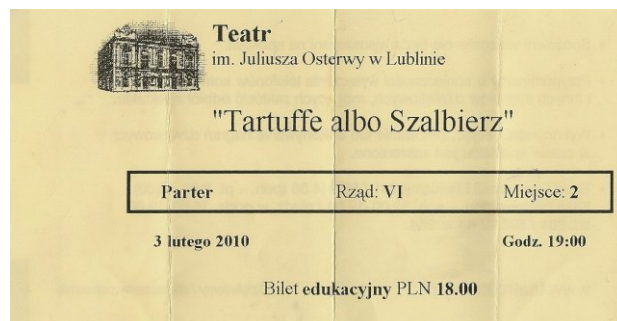 Teatr
im. Juliusza Osterwy w Lublinie
"Tartuffe albo Szalbierz"
Parter Rząd: VI Miejsce: 2
3 lutego 2010 Godz. 19:00
Bilet edukacyjny PLN 18.00